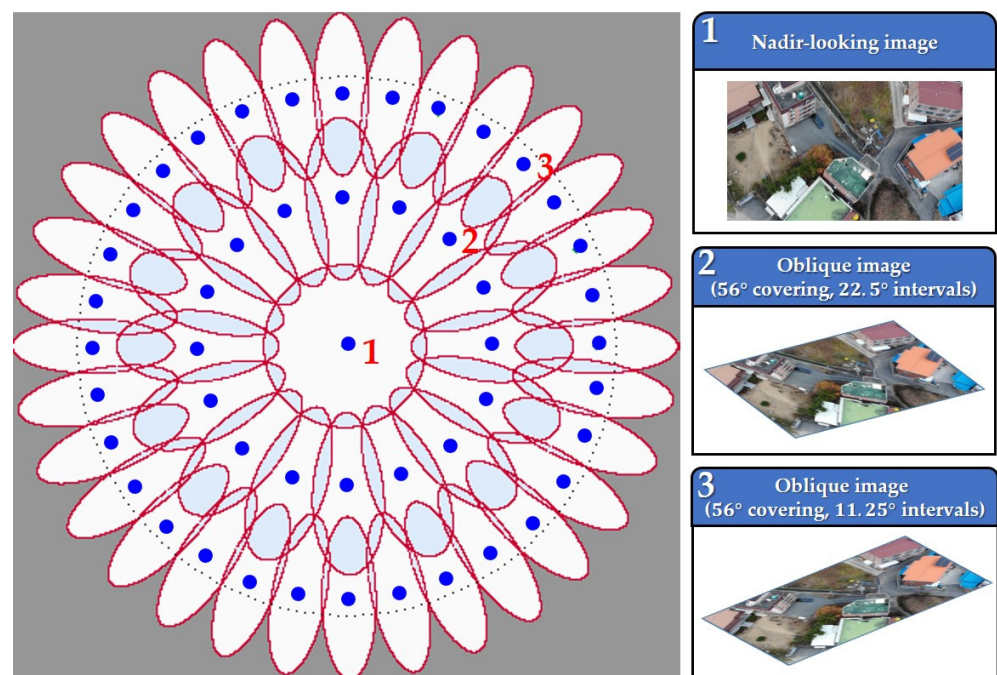 1
2
3
1
Nadir-looking image
2
Oblique image
(56° covering, 22. 5° intervals)
3
Oblique image
(56° covering, 11. 25° intervals)